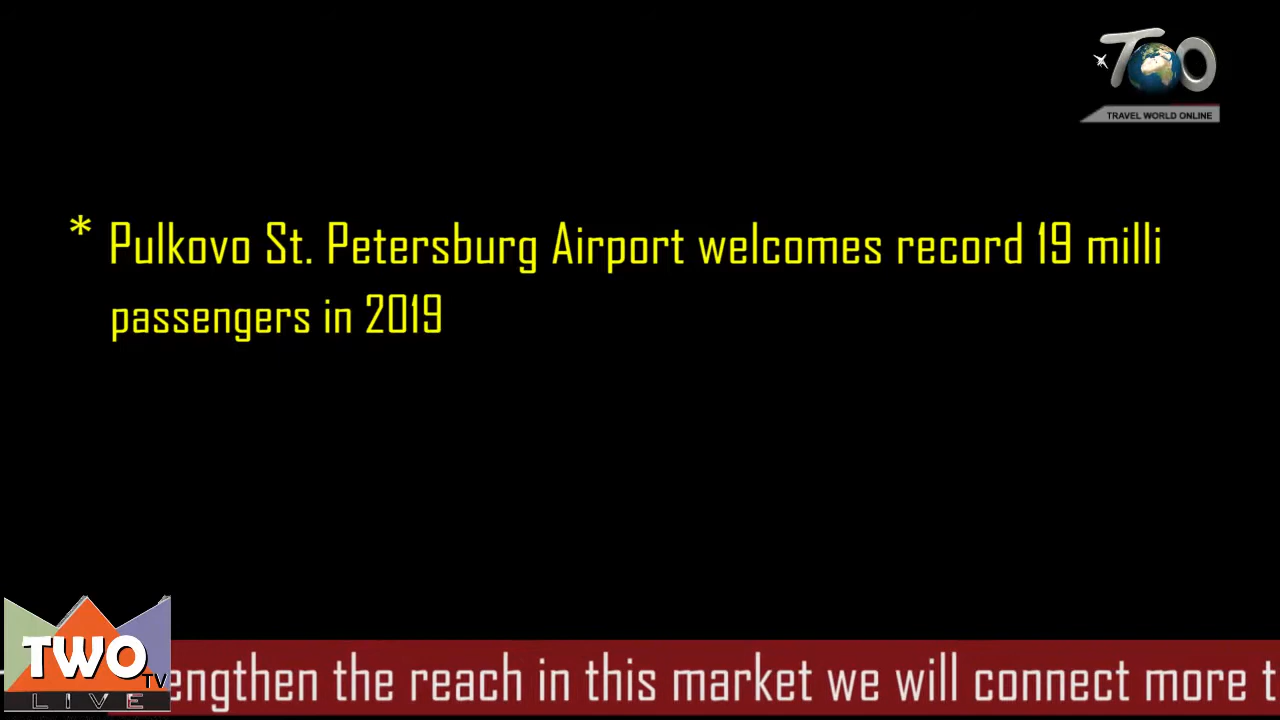 TWO
TRAVEL WORLD ONLINE
* Pulkovo St. Petersburg Airport welcomes record 19 milli
passengers in 2019
TWO
TV
LIVE
engthen the reach in this market we will connect more t